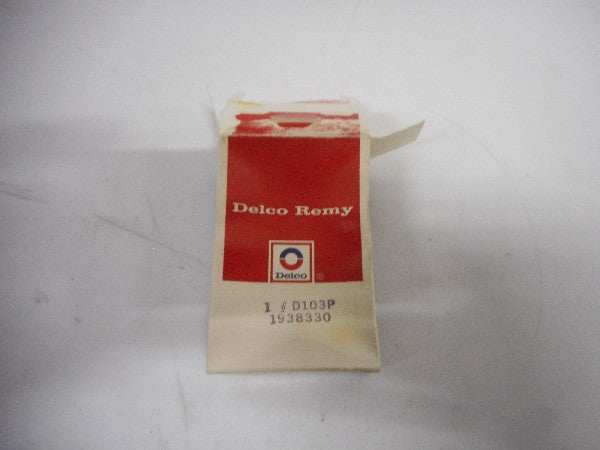 Delco Remy
Delco ®
1 / D103P
1938330